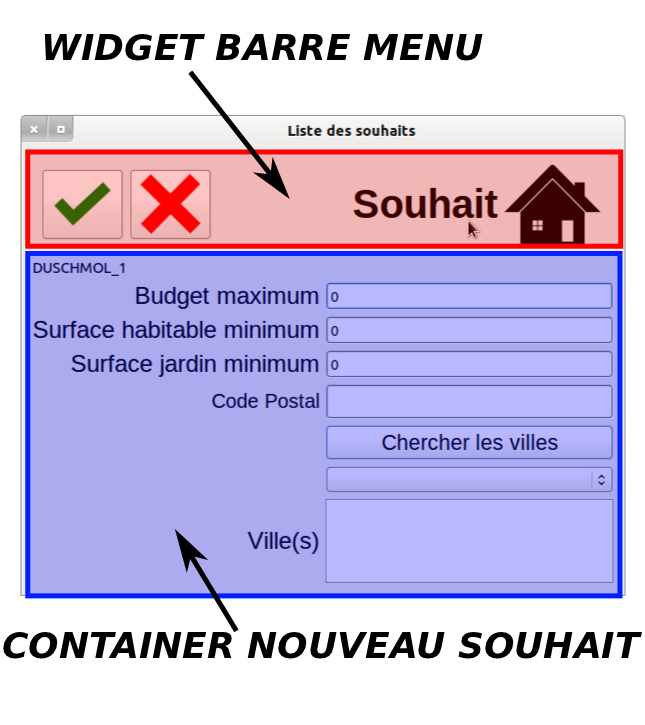 WIDGET BARRE MENU
Liste des souhaits
Souhait
DUSCHMOL_1
Budget maximum 0
Surface habitable minimum 0
Surface jardin minimum 0
Code Postal
Chercher les villes
Ville(s)
CONTAINER NOUVEAU SOUHAIT